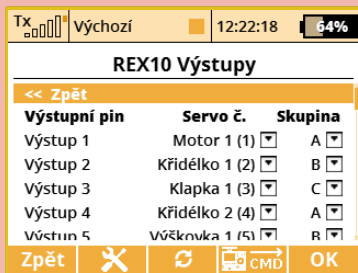 Tx Výchozí 12:22:18 64%
REX10 Výstupy
<< Zpět
Výstupní pin Servo č. Skupina
Výstup 1 Motor 1 (1) A
Výstup 2 Křidélko 1 (2) B
Výstup 3 Klapka 1 (3) C
Výstup 4 Křidélko 2 (4) A
Výstup 5 Výškovka 1 (5) B
Zpět CMD OK